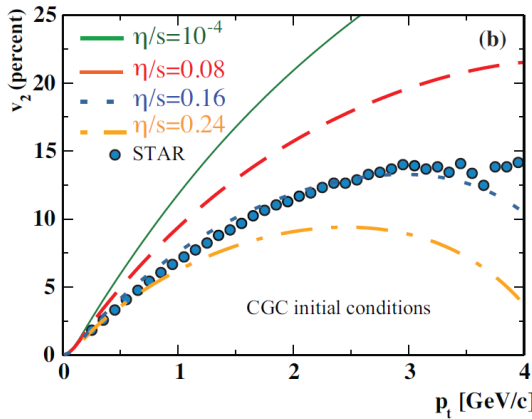 25
20
15
10
5
0
v₂ (percent)
η/s=10⁻⁴
η/s=0.08
η/s=0.16
η/s=0.24
STAR
(b)
CGC initial conditions
0 1 2 3 4
pₜ [GeV/c]